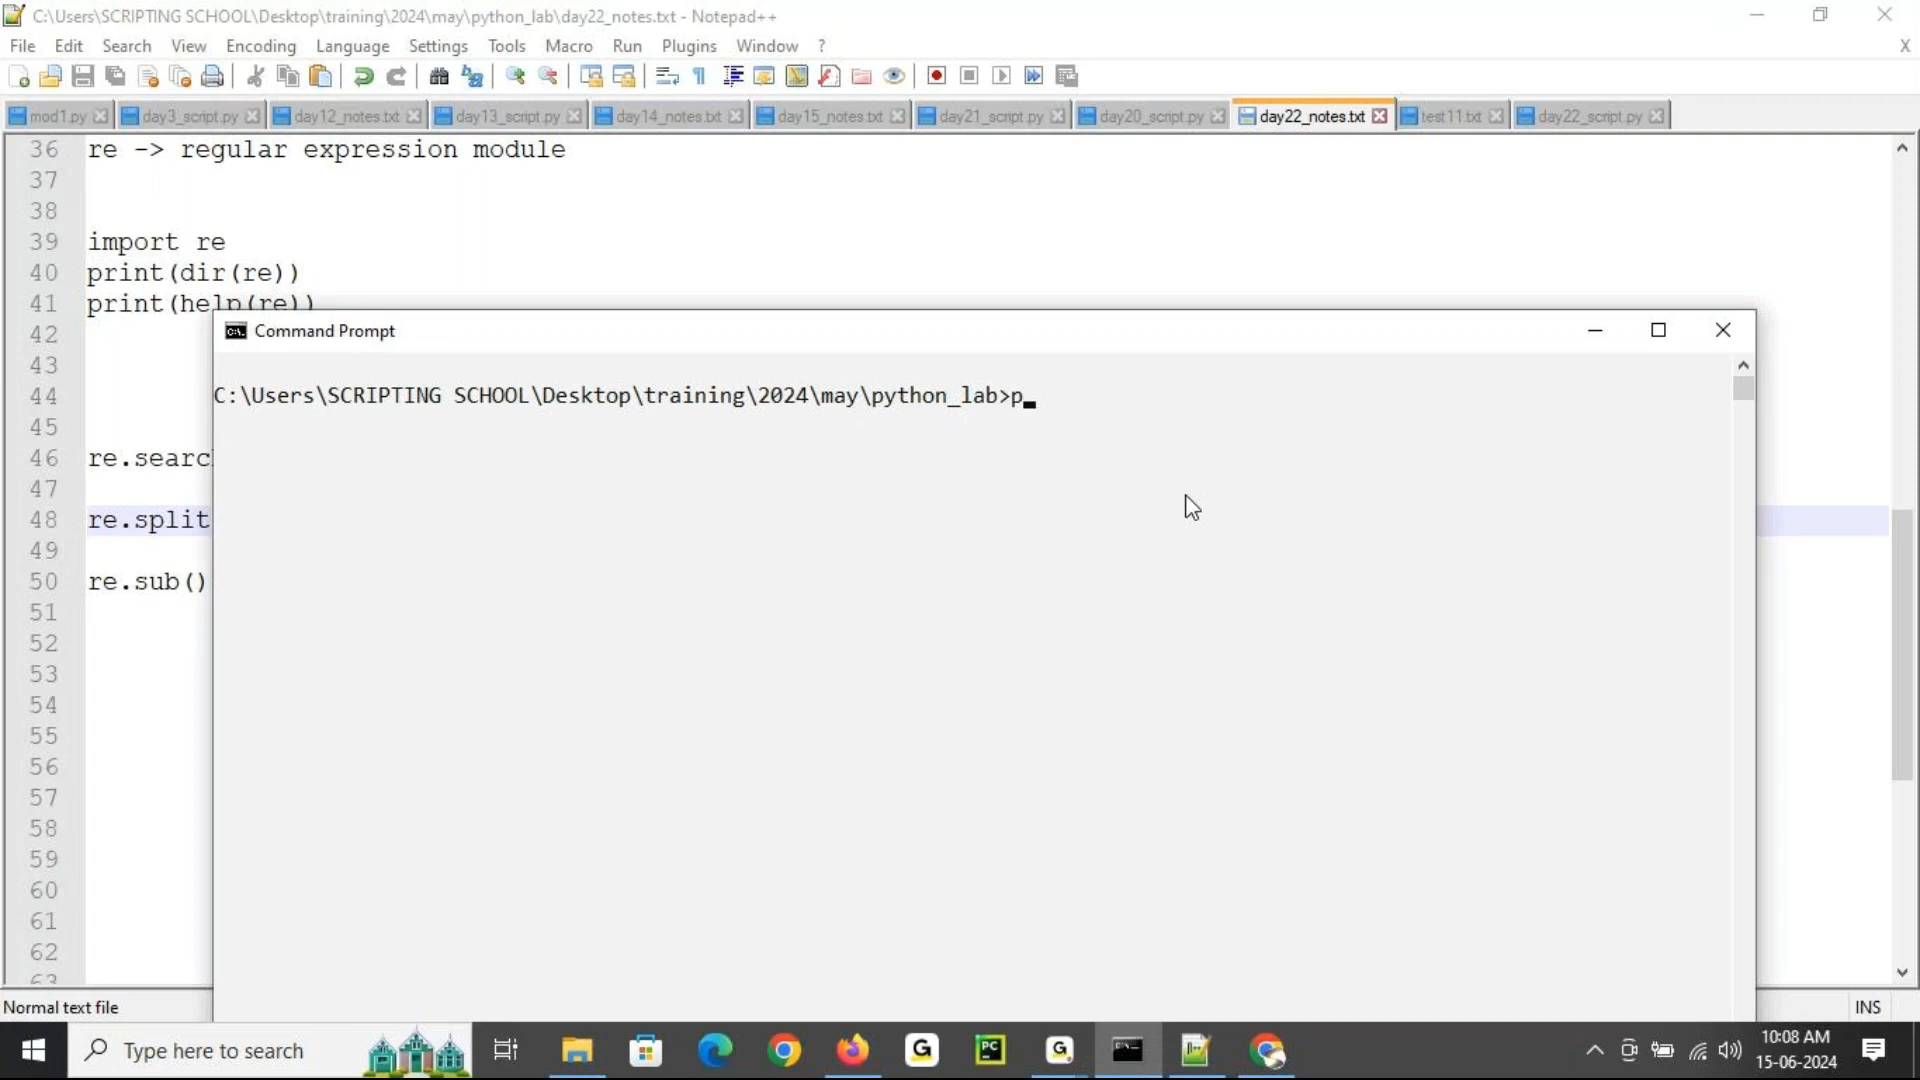 C:\Users\SCRIPTING SCHOOL\Desktop\training\2024\may\python_lab\day22_notes.txt - Notepad++
File Edit Search View Encoding Language Settings Tools Macro Run Plugins Window ? X
mod1.py day3_script.py day12_notes.txt day13_script.py day14_notes.txt day15_notes.txt day21_script.py day20_script.py day22_notes.txt test11.txt day22_script.py
36 re -> regular expression module
37
38
39 import re
40 print(dir(re))
41 print(help(re))
42
Command Prompt
43
44
C:\Users\SCRIPTING SCHOOL\Desktop\training\2024\may\python_lab>p
45
46 re.searc
47
48 re.split
49
50 re.sub()
51
52
53
54
55
56
57
58
59
60
61
62
63
Normal text file INS
Type here to search
10:08 AM
15-06-2024